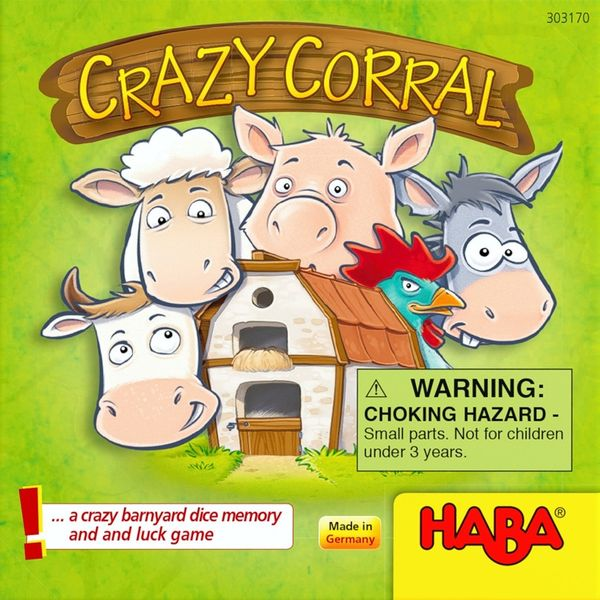 303170
CRAZY CORRAL
⚠ WARNING:
CHOKING HAZARD -
Small parts. Not for children
under 3 years.
! ... a crazy barnyard dice memory
and and luck game
Made in
Germany
HABA®